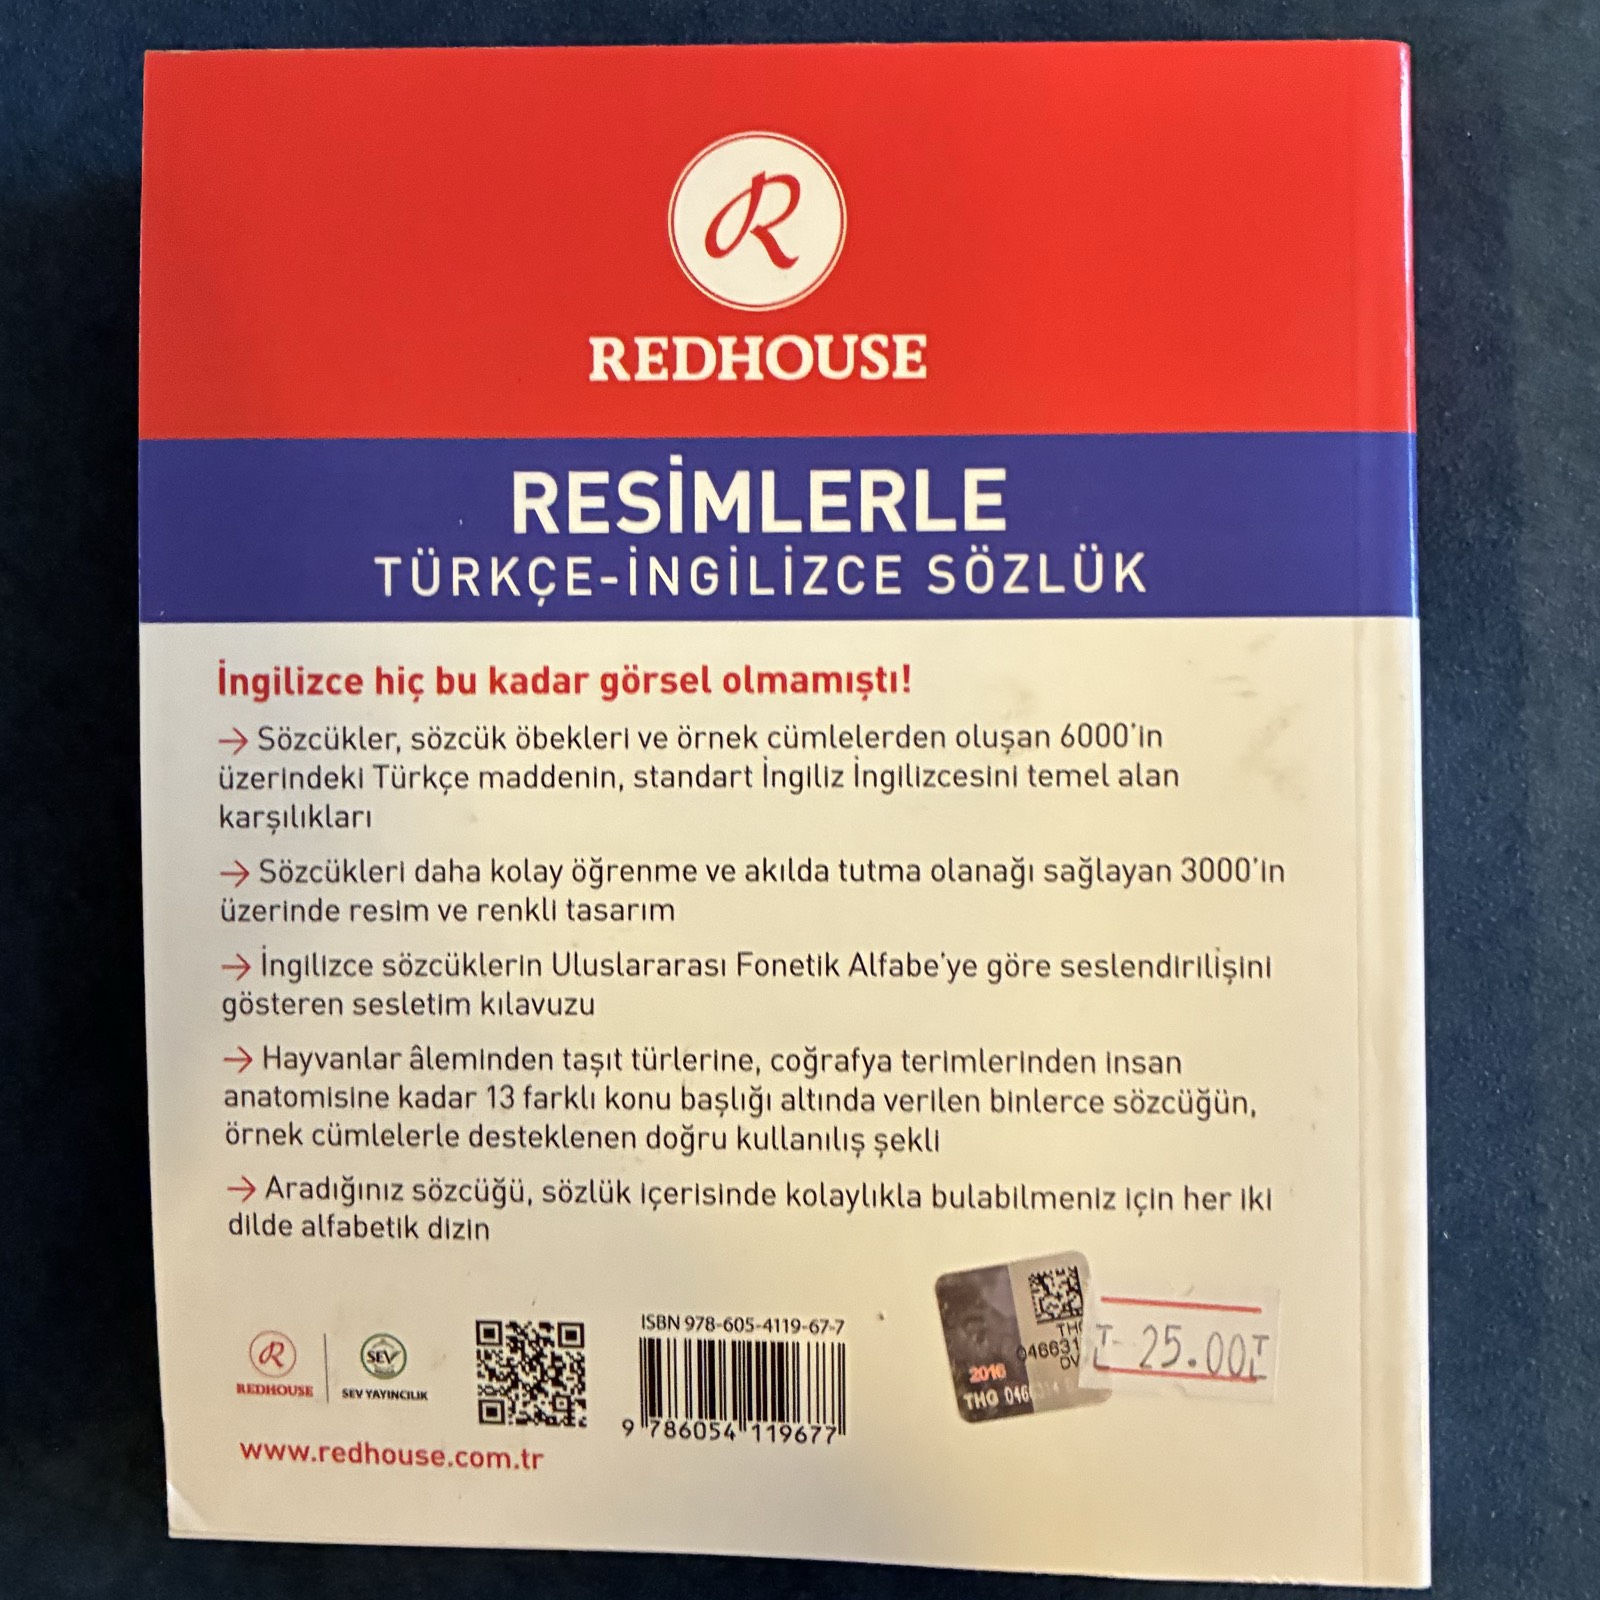 R
REDHOUSE
RESİMLERLE
TÜRKÇE-İNGİLİZCE SÖZLÜK
İngilizce hiç bu kadar görsel olmamıştı!
→ Sözcükler, sözcük öbekleri ve örnek cümlelerden oluşan 6000'in
üzerindeki Türkçe maddenin, standart İngiliz İngilizcesini temel alan
karşılıkları
→ Sözcükleri daha kolay öğrenme ve akılda tutma olanağı sağlayan 3000'in
üzerinde resim ve renkli tasarım
→ İngilizce sözcüklerin Uluslararası Fonetik Alfabe'ye göre seslendirilişini
gösteren sesletim kılavuzu
→ Hayvanlar âleminden taşıt türlerine, coğrafya terimlerinden insan
anatomisine kadar 13 farklı konu başlığı altında verilen binlerce sözcüğün,
örnek cümlelerle desteklenen doğru kullanılış şekli
→ Aradığınız sözcüğü, sözlük içerisinde kolaylıkla bulabilmeniz için her iki
dilde alfabetik dizin
R
REDHOUSE
SEV
SEV YAYINCILIK
www.redhouse.com.tr
ISBN 978-605-4119-67-7
9 786054 119677
046631
DV
2016
THG
25.00